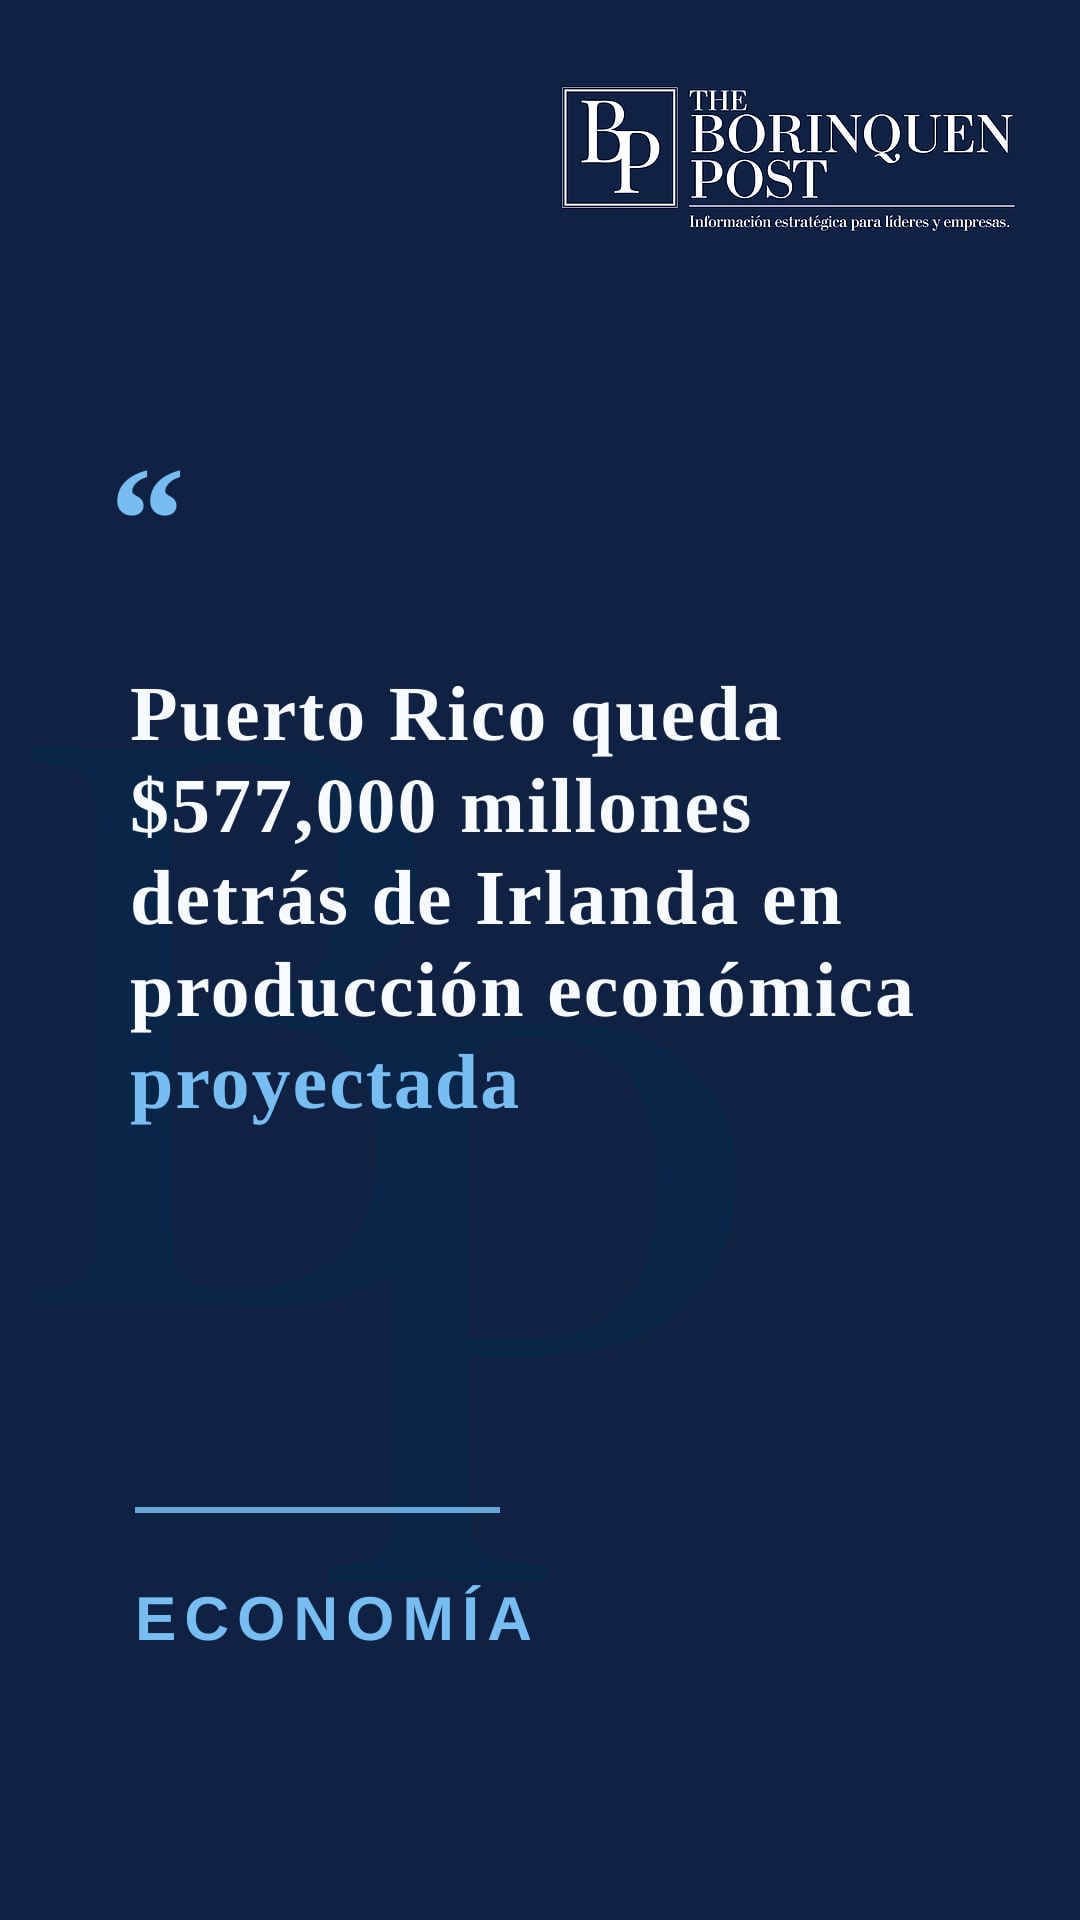 BP
THE
BORINQUEN
POST
Información estratégica para líderes y empresas.
“
Puerto Rico queda
$577,000 millones
detrás de Irlanda en
producción económica
proyectada
ECONOMÍA